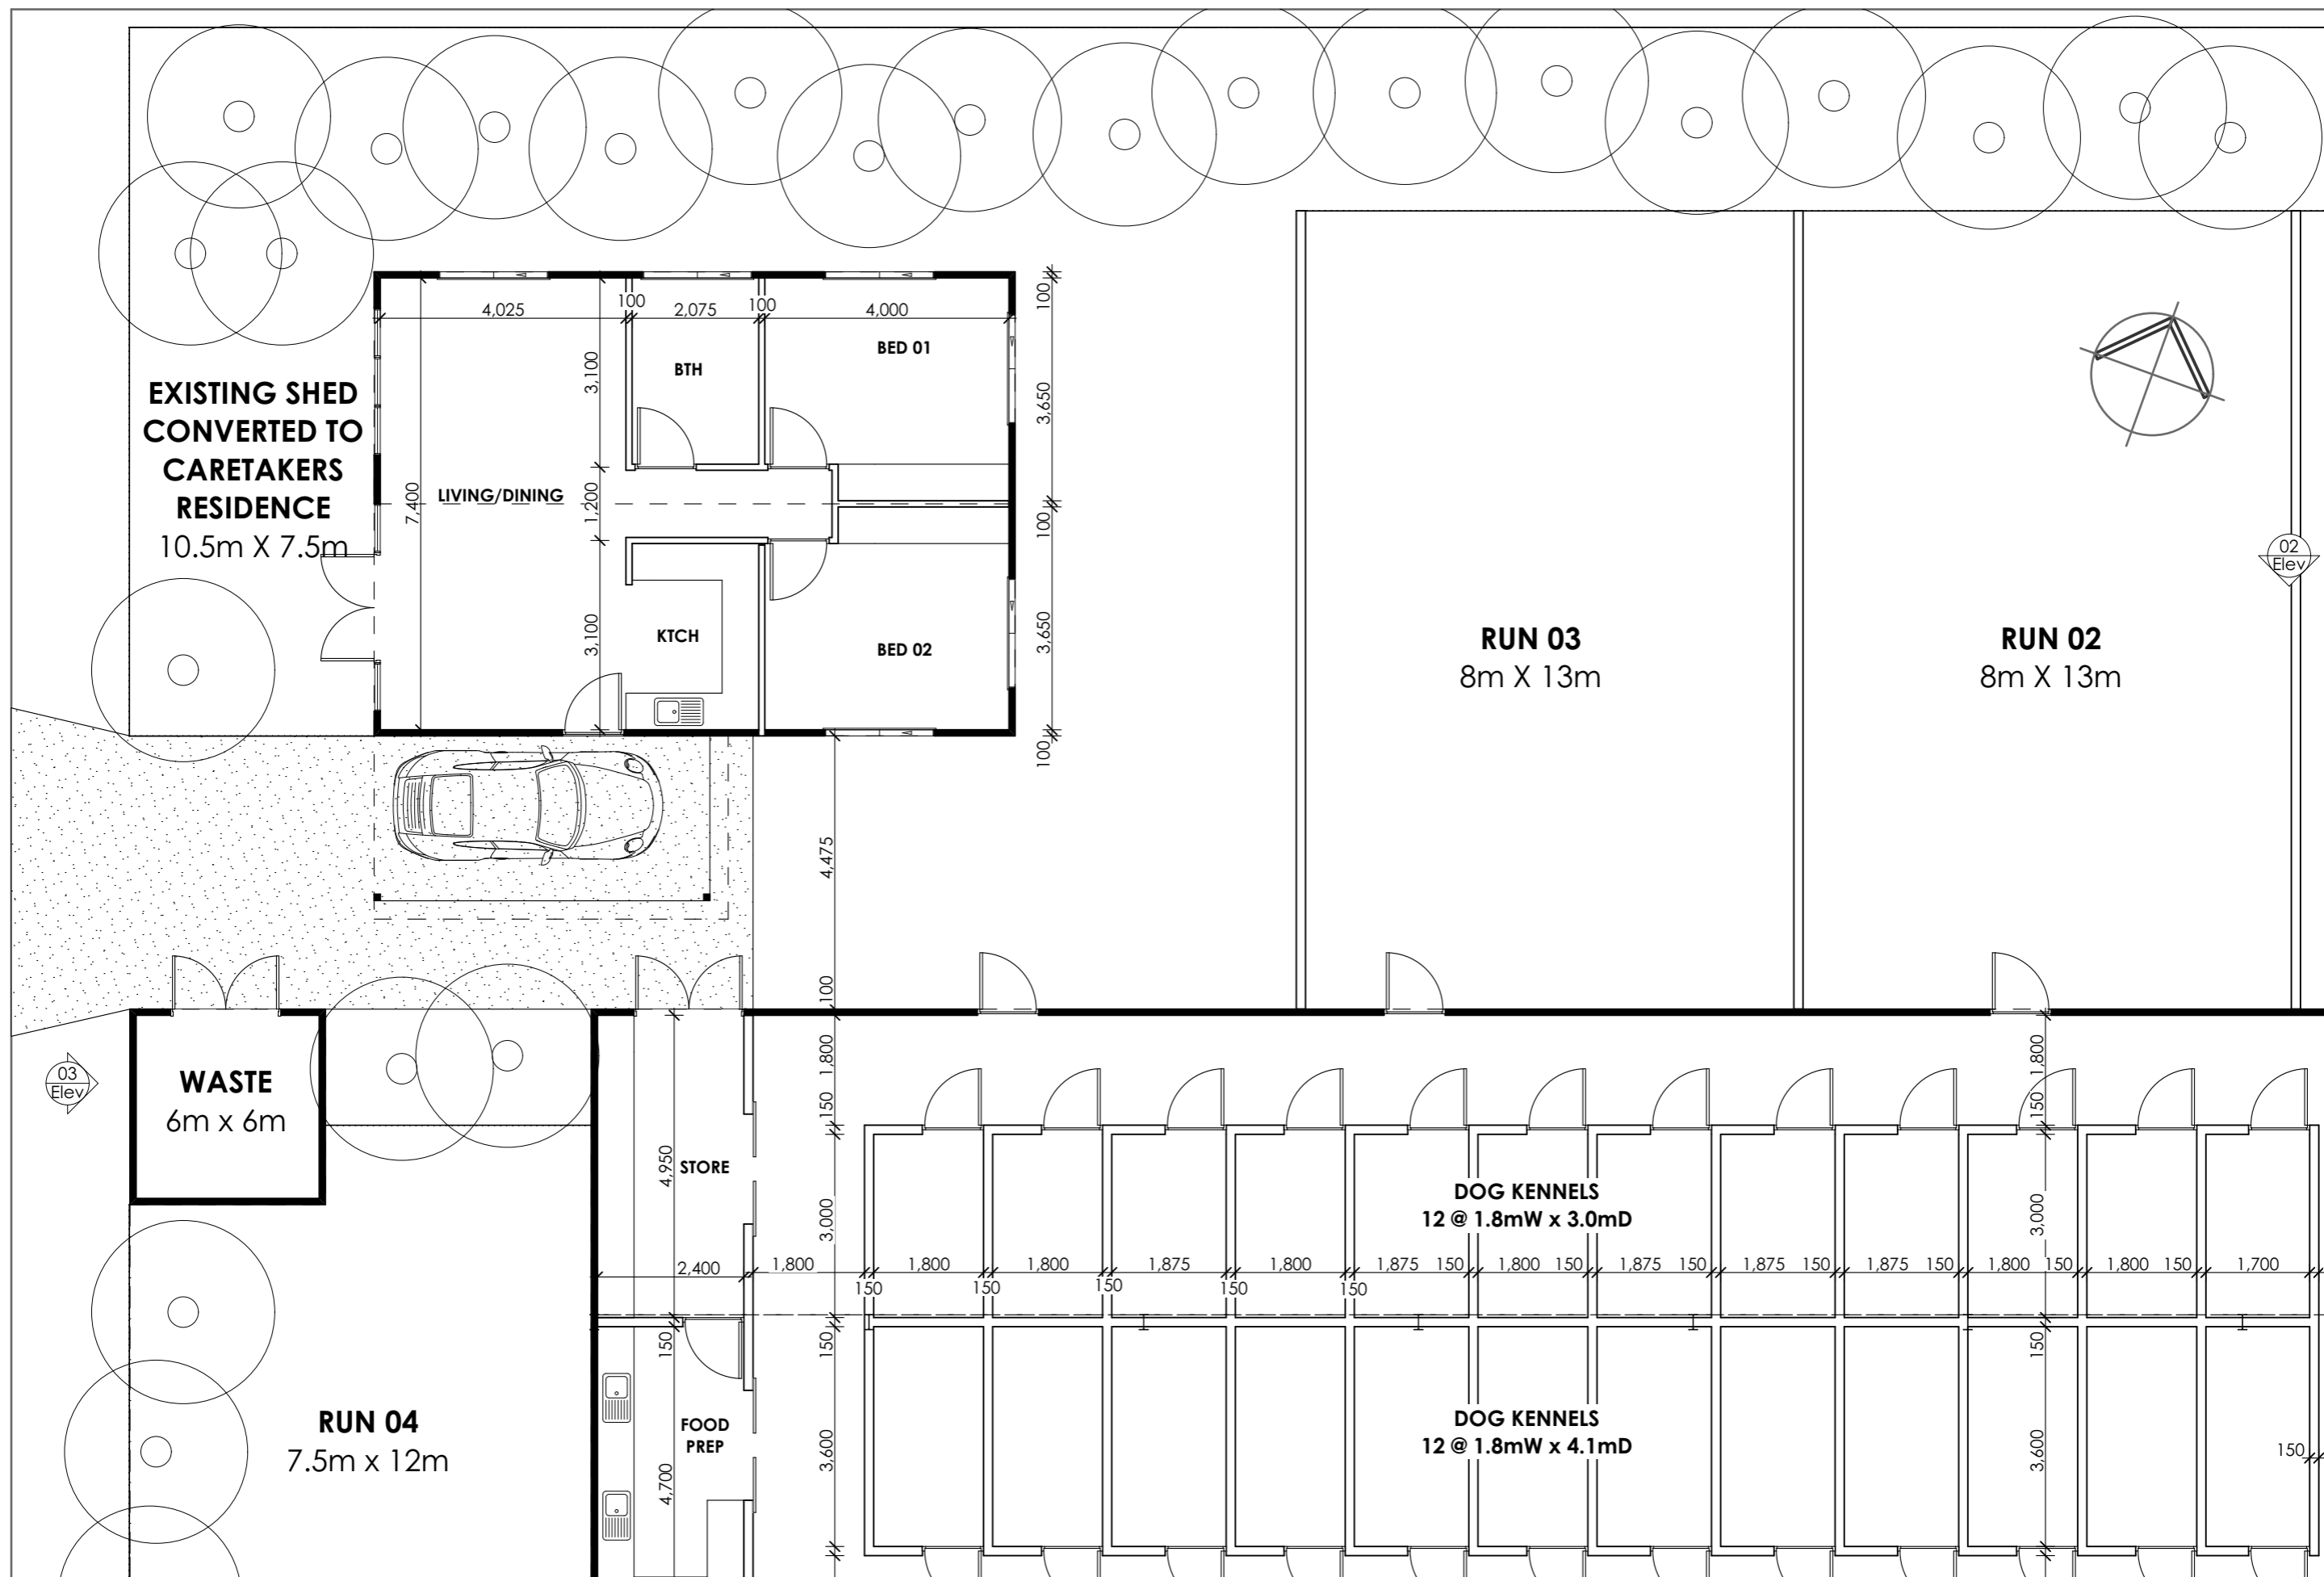 4,025
100
2,075
100
4,000
100
BED 01
BTH
3,100
3,650
EXISTING SHED
CONVERTED TO
CARETAKERS
RESIDENCE
10.5m X 7.5m
7,400
LIVING/DINING
1,200
100
02
Elev
3,100
KTCH
BED 02
3,650
100
RUN 03
8m X 13m
RUN 02
8m X 13m
4,475
100
1,800
150
3,000
150
3,600
03
Elev
WASTE
6m x 6m
4,950
STORE
2,400
1,800
150
4,700
FOOD
PREP
RUN 04
7.5m x 12m
DOG KENNELS
12 @ 1.8mW x 3.0mD
150
1,800
150
1,800
150
1,875
150
1,800
150
1,875
150
1,800
150
1,875
150
1,875
150
1,875
150
1,800
150
1,800
150
1,700
DOG KENNELS
12 @ 1.8mW x 4.1mD
1,800
150
3,000
150
3,600
150